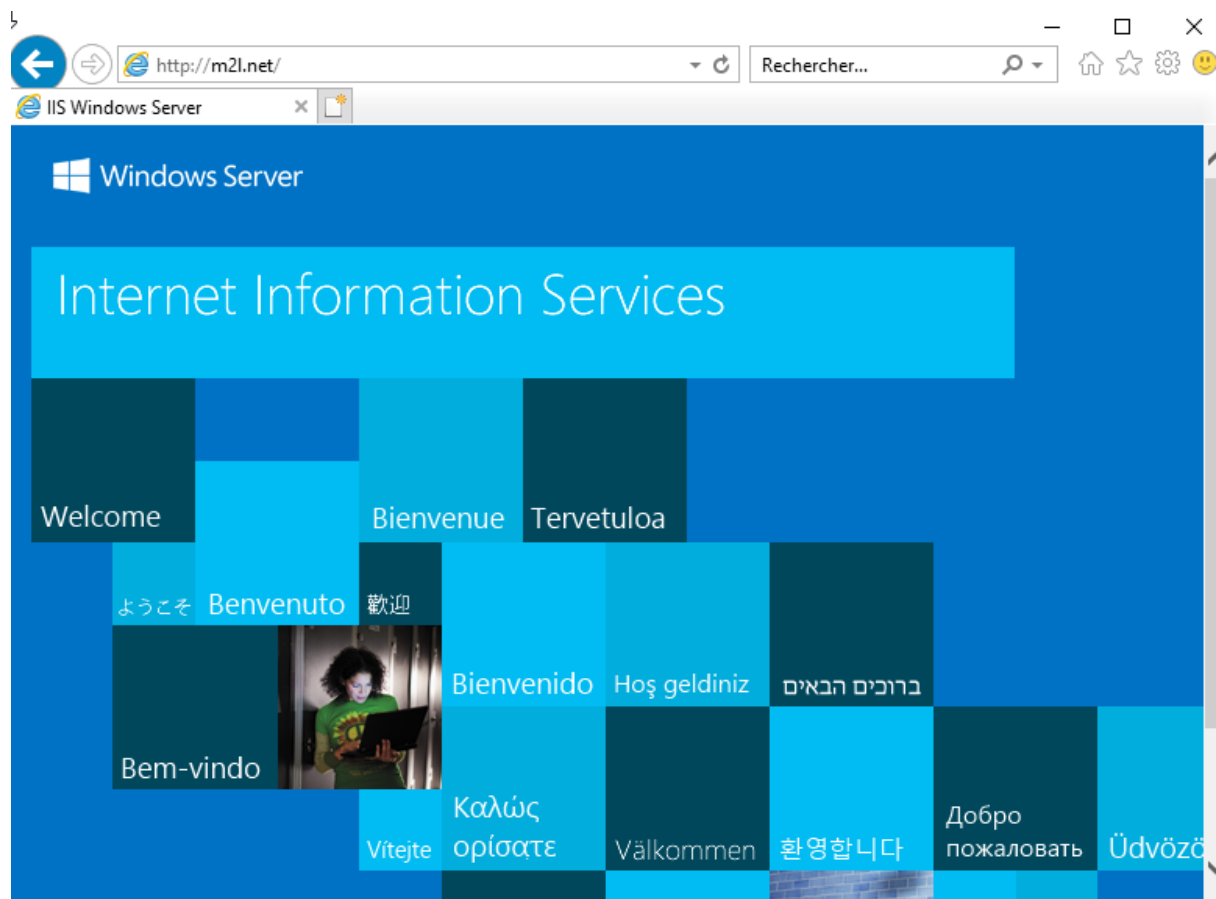 http://m2l.net/
Rechercher...
IIS Windows Server
Windows Server
Internet Information Services
Welcome
Bienvenue
Tervetuloa
ようこそ
Benvenuto
歡迎
Bienvenido
Hoş geldiniz
ברוכים הבאים
Bem-vindo
Vítejte
Καλώς
ορίσατε
Välkommen
환영합니다
Добро
пожаловать
Üdvözö